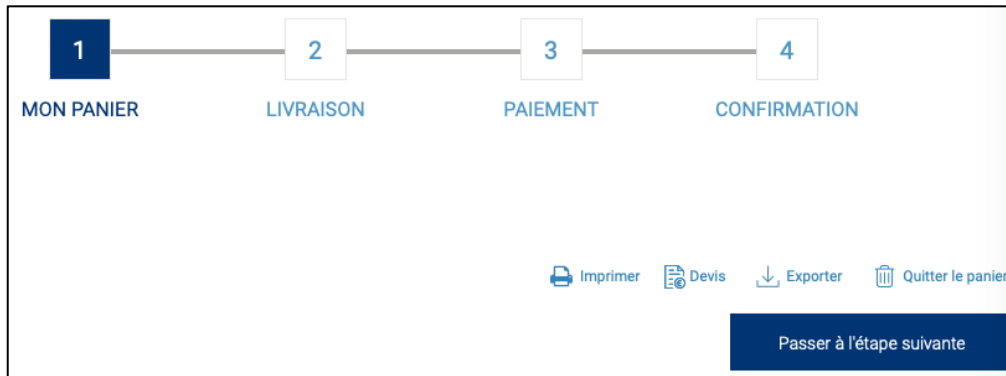 1 2 3 4
MON PANIER LIVRAISON PAIEMENT CONFIRMATION
Imprimer Devis Exporter Quitter le panier
Passer à l'étape suivante